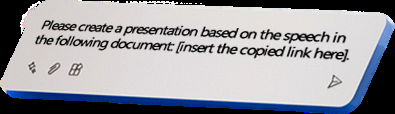 Please create a presentation based on the speech in
the following document: [insert the copied link here].